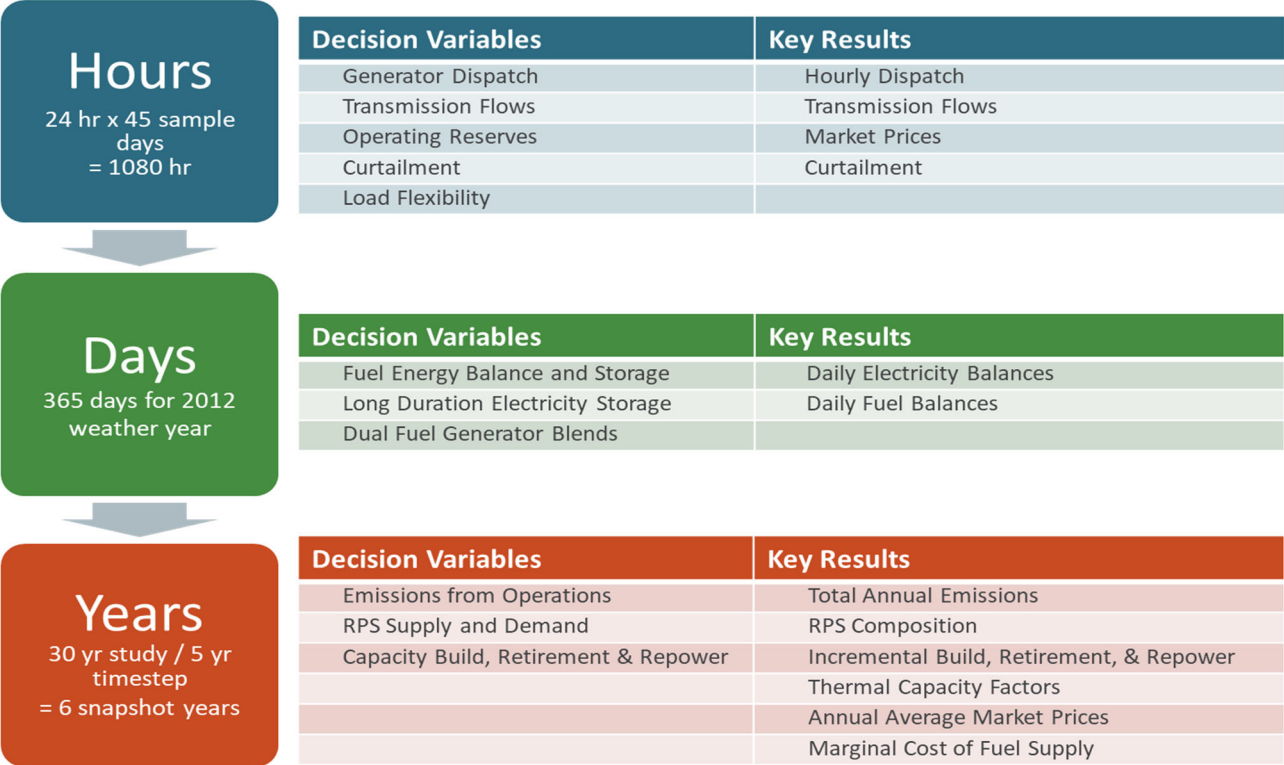 Hours
24 hr x 45 sample
days
= 1080 hr
Decision Variables Key Results
Generator Dispatch Hourly Dispatch
Transmission Flows Transmission Flows
Operating Reserves Market Prices
Curtailment Curtailment
Load Flexibility
Days
365 days for 2012
weather year
Decision Variables Key Results
Fuel Energy Balance and Storage Daily Electricity Balances
Long Duration Electricity Storage Daily Fuel Balances
Dual Fuel Generator Blends
Years
30 yr study / 5 yr
timestep
= 6 snapshot years
Decision Variables Key Results
Emissions from Operations Total Annual Emissions
RPS Supply and Demand RPS Composition
Capacity Build, Retirement & Repower Incremental Build, Retirement, & Repower
Thermal Capacity Factors
Annual Average Market Prices
Marginal Cost of Fuel Supply